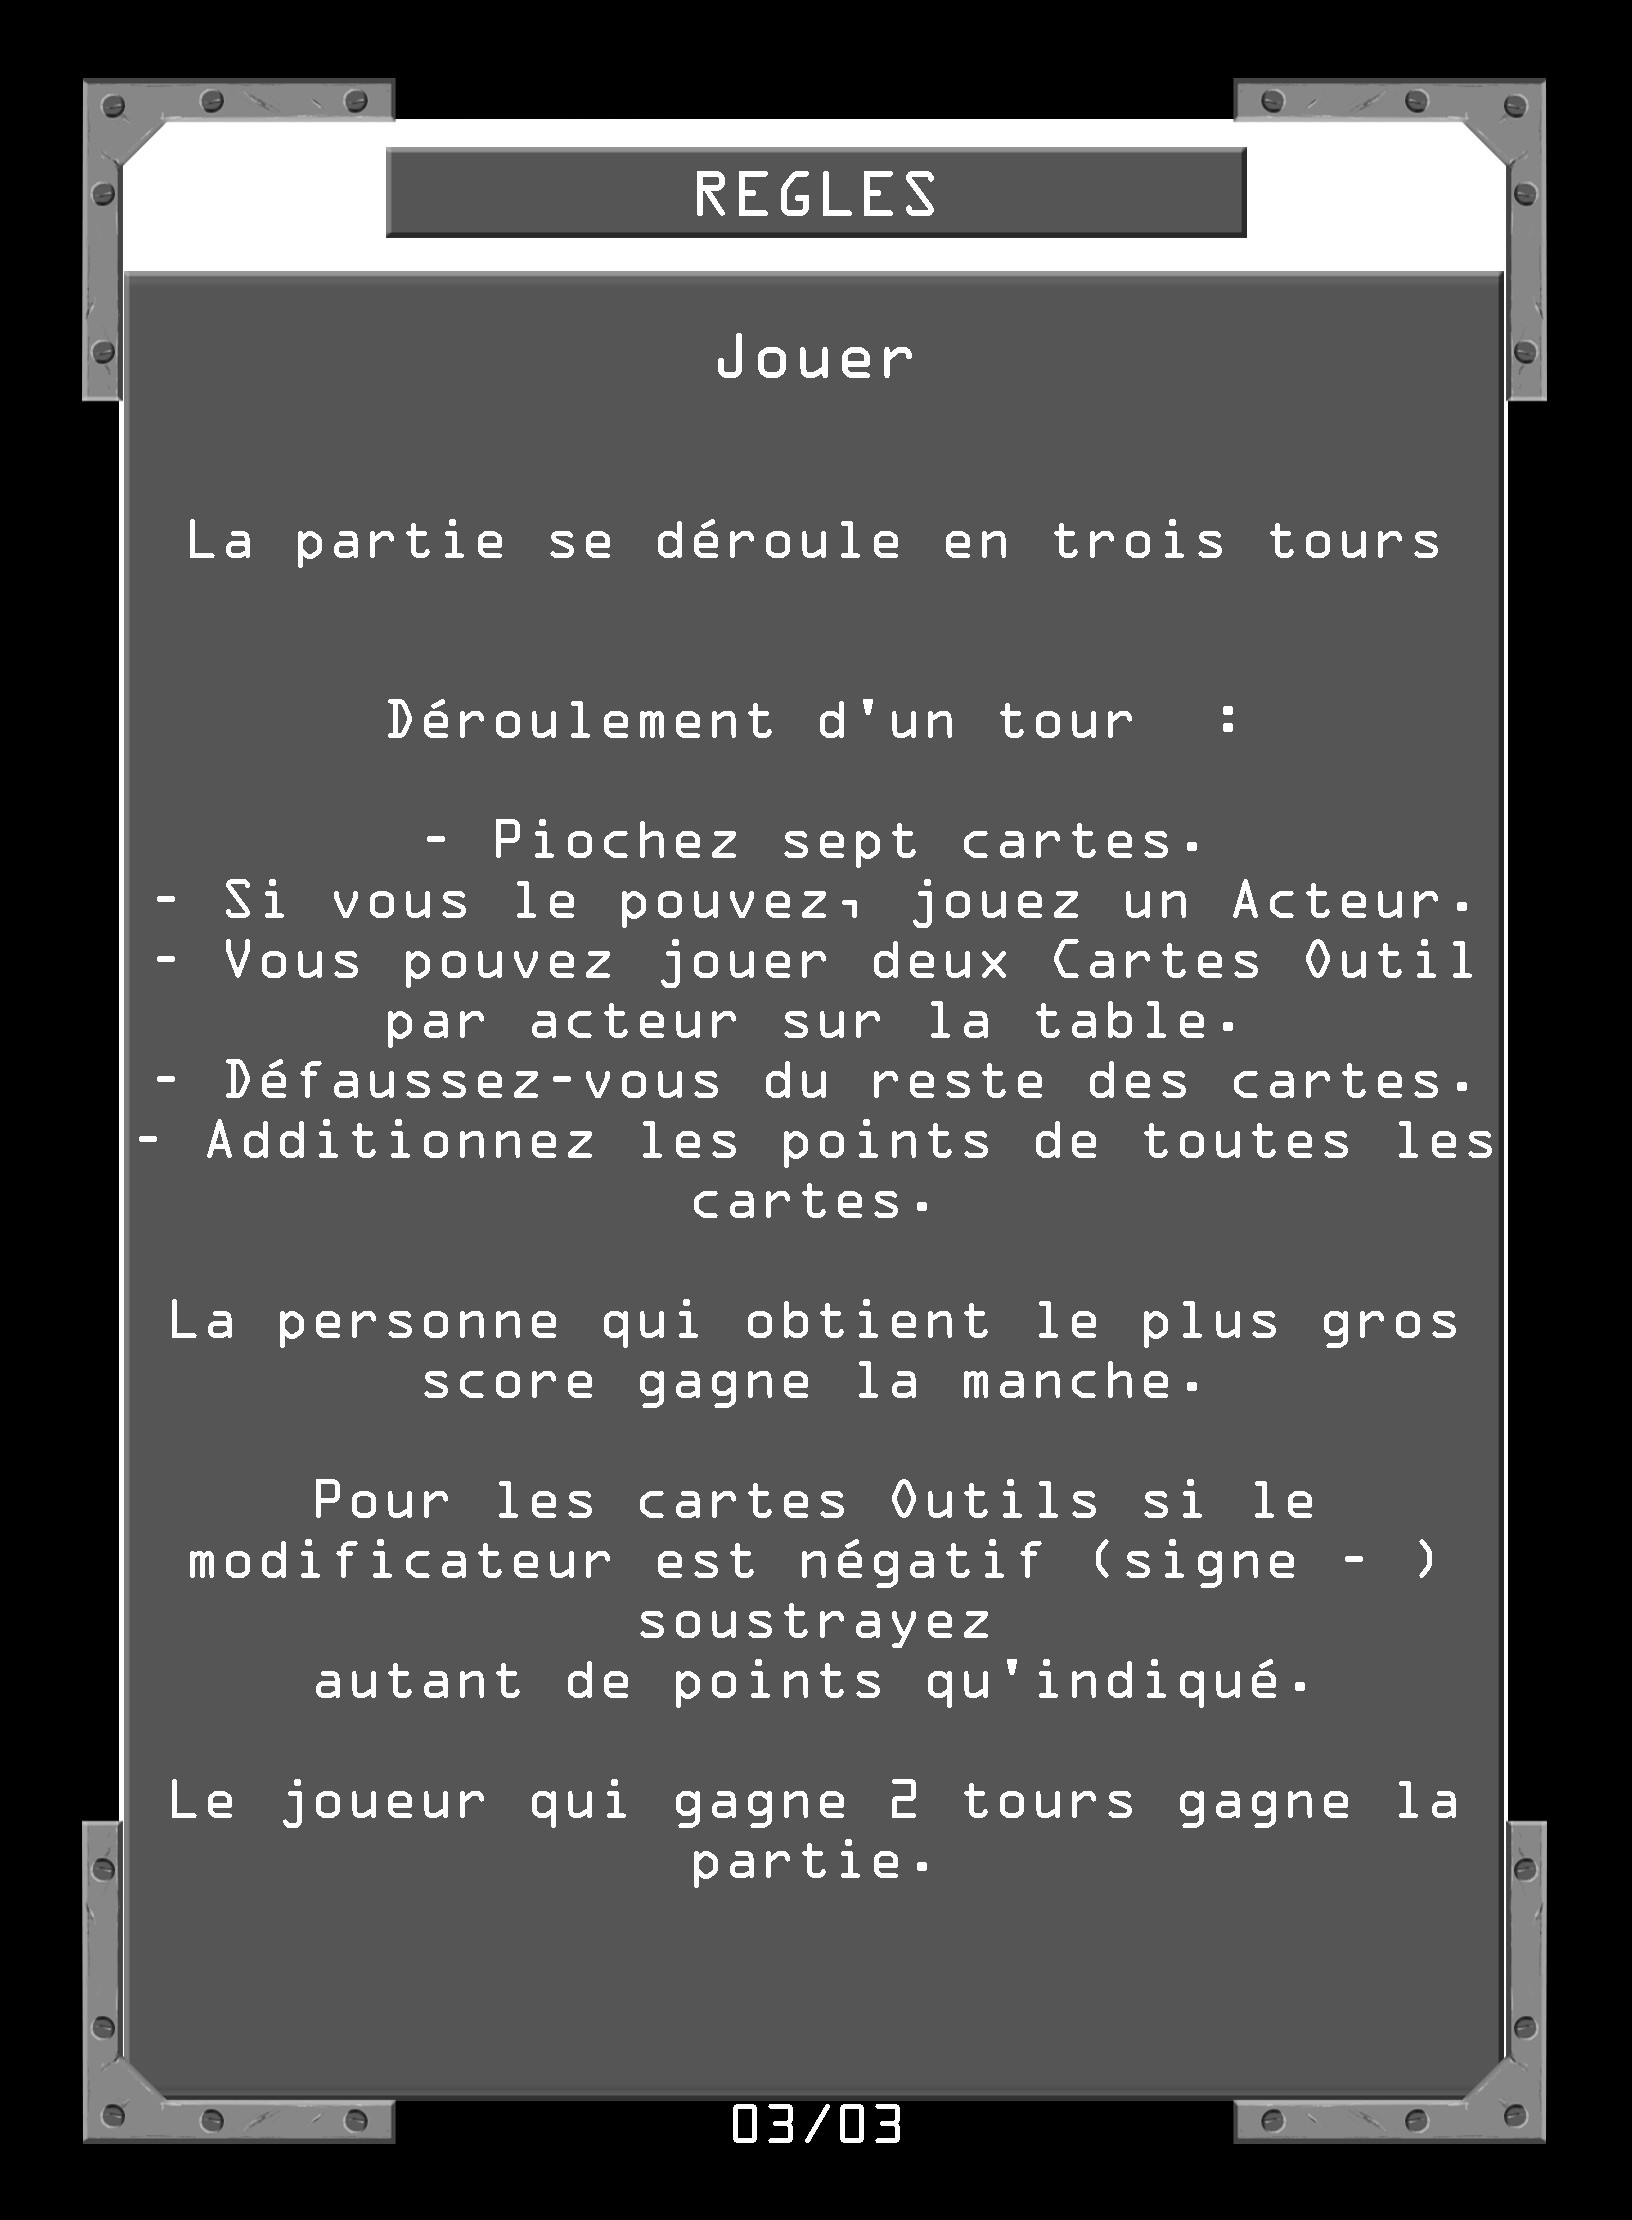 REGLES
Jouer
La partie se déroule en trois tours
Déroulement d'un tour  :
- Piochez sept cartes.
- Si vous le pouvez, jouez un Acteur.
- Vous pouvez jouer deux Cartes Outil
par acteur sur la table.
- Défaussez-vous du reste des cartes.
- Additionnez les points de toutes les
cartes.
La personne qui obtient le plus gros
score gagne la manche.
Pour les cartes Outils si le
modificateur est négatif (signe - )
soustrayez
autant de points qu'indiqué.
Le joueur qui gagne 2 tours gagne la
partie.
03/03